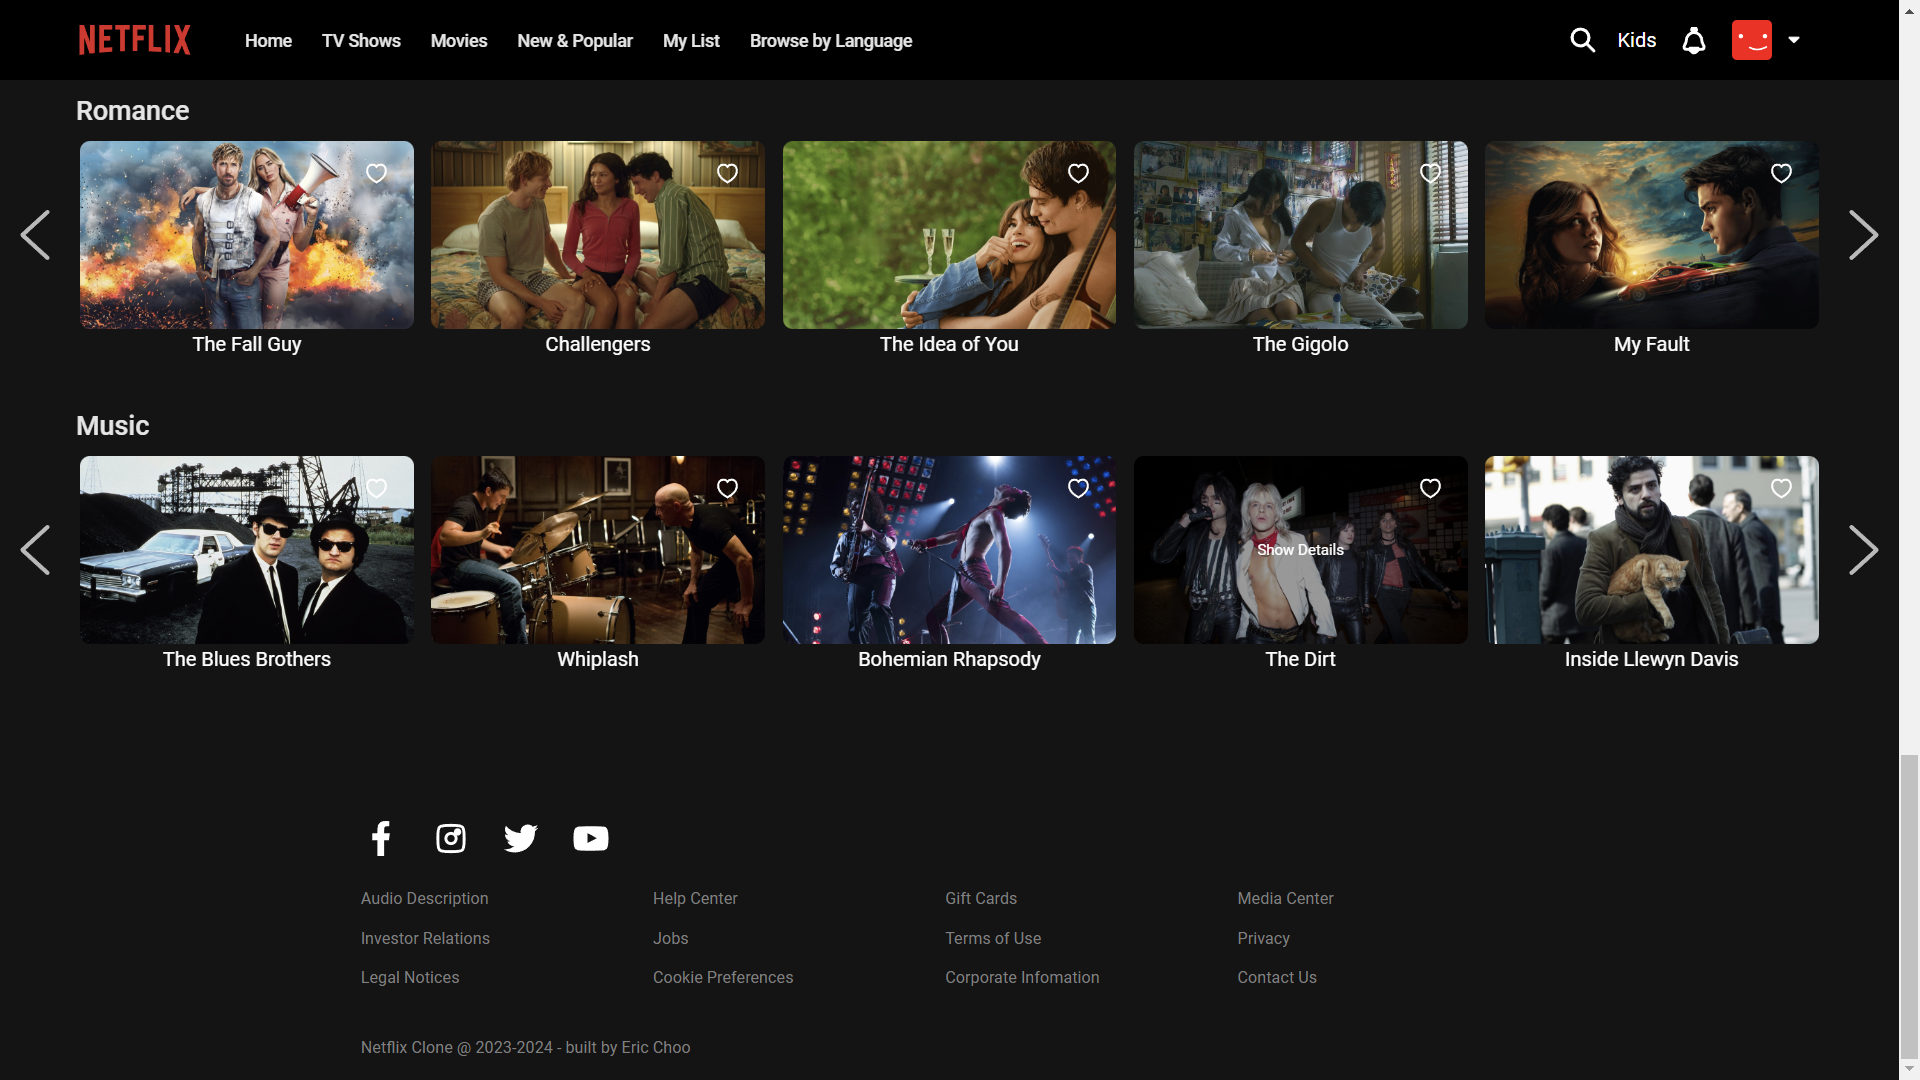 NETFLIX Home TV Shows Movies New & Popular My List Browse by Language Kids
Romance
The Fall Guy Challengers The Idea of You The Gigolo My Fault
Music
Show Details
The Blues Brothers Whiplash Bohemian Rhapsody The Dirt Inside Llewyn Davis
Audio Description Help Center Gift Cards Media Center
Investor Relations Jobs Terms of Use Privacy
Legal Notices Cookie Preferences Corporate Infomation Contact Us
Netflix Clone @ 2023-2024 - built by Eric Choo